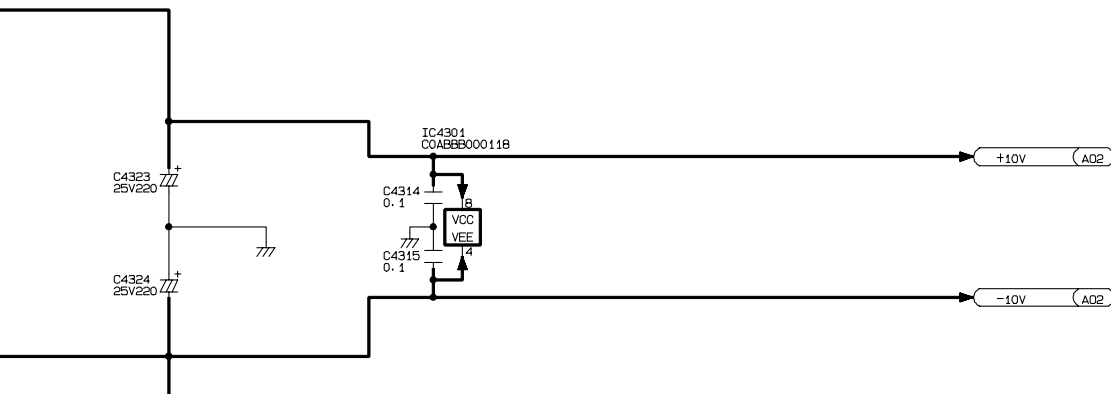 IC4301
C0ABBB000118
+10V
A02
C4323
25V220
+
C4314
0.1
8
VCC
VEE
4
C4315
0.1
C4324
25V220
+
-10V
A02